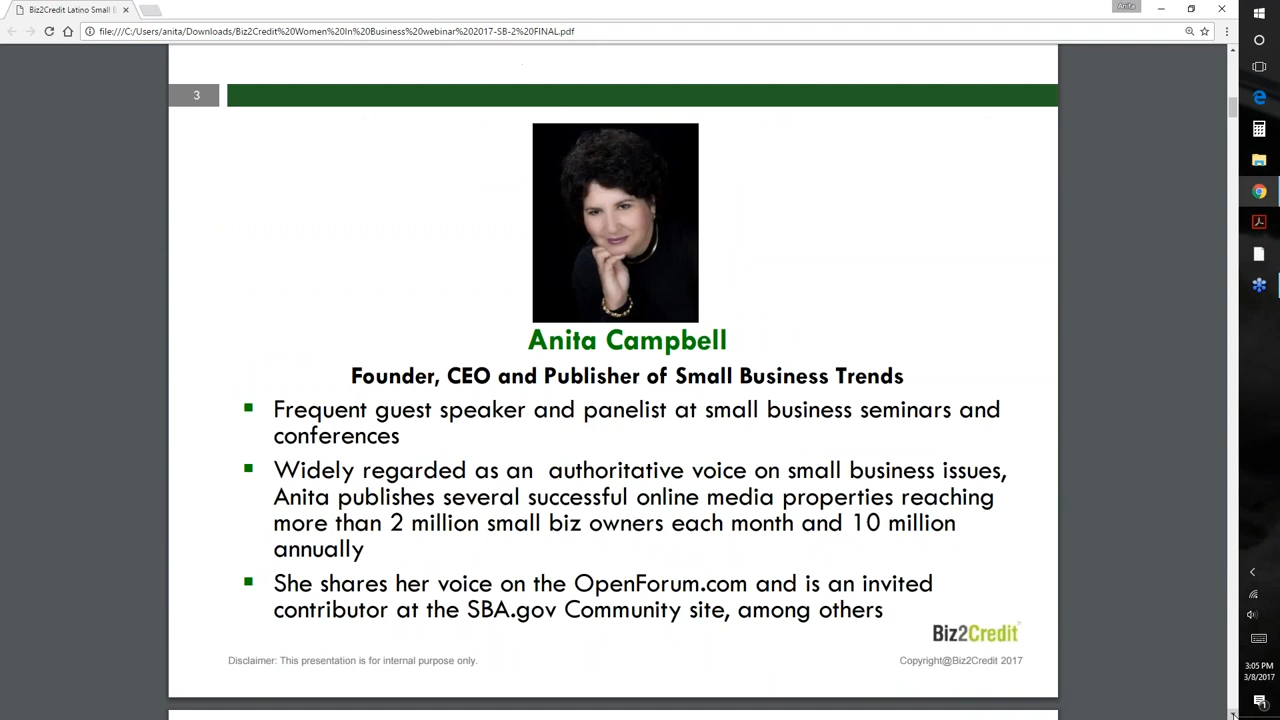 Biz2Credit Latino Small
Anita
file:///C:/Users/anita/Downloads/Biz2Credit%20Women%20In%20Business%20webinar%202017-SB-2%20FINAL.pdf
3
Anita Campbell
Founder, CEO and Publisher of Small Business Trends
Frequent guest speaker and panelist at small business seminars and
conferences
Widely regarded as an authoritative voice on small business issues,
Anita publishes several successful online media properties reaching
more than 2 million small biz owners each month and 10 million
annually
She shares her voice on the OpenForum.com and is an invited
contributor at the SBA.gov Community site, among others
Biz2Credit
Disclaimer: This presentation is for internal purpose only.
Copyright@Biz2Credit 2017
3:05 PM
3/8/2017